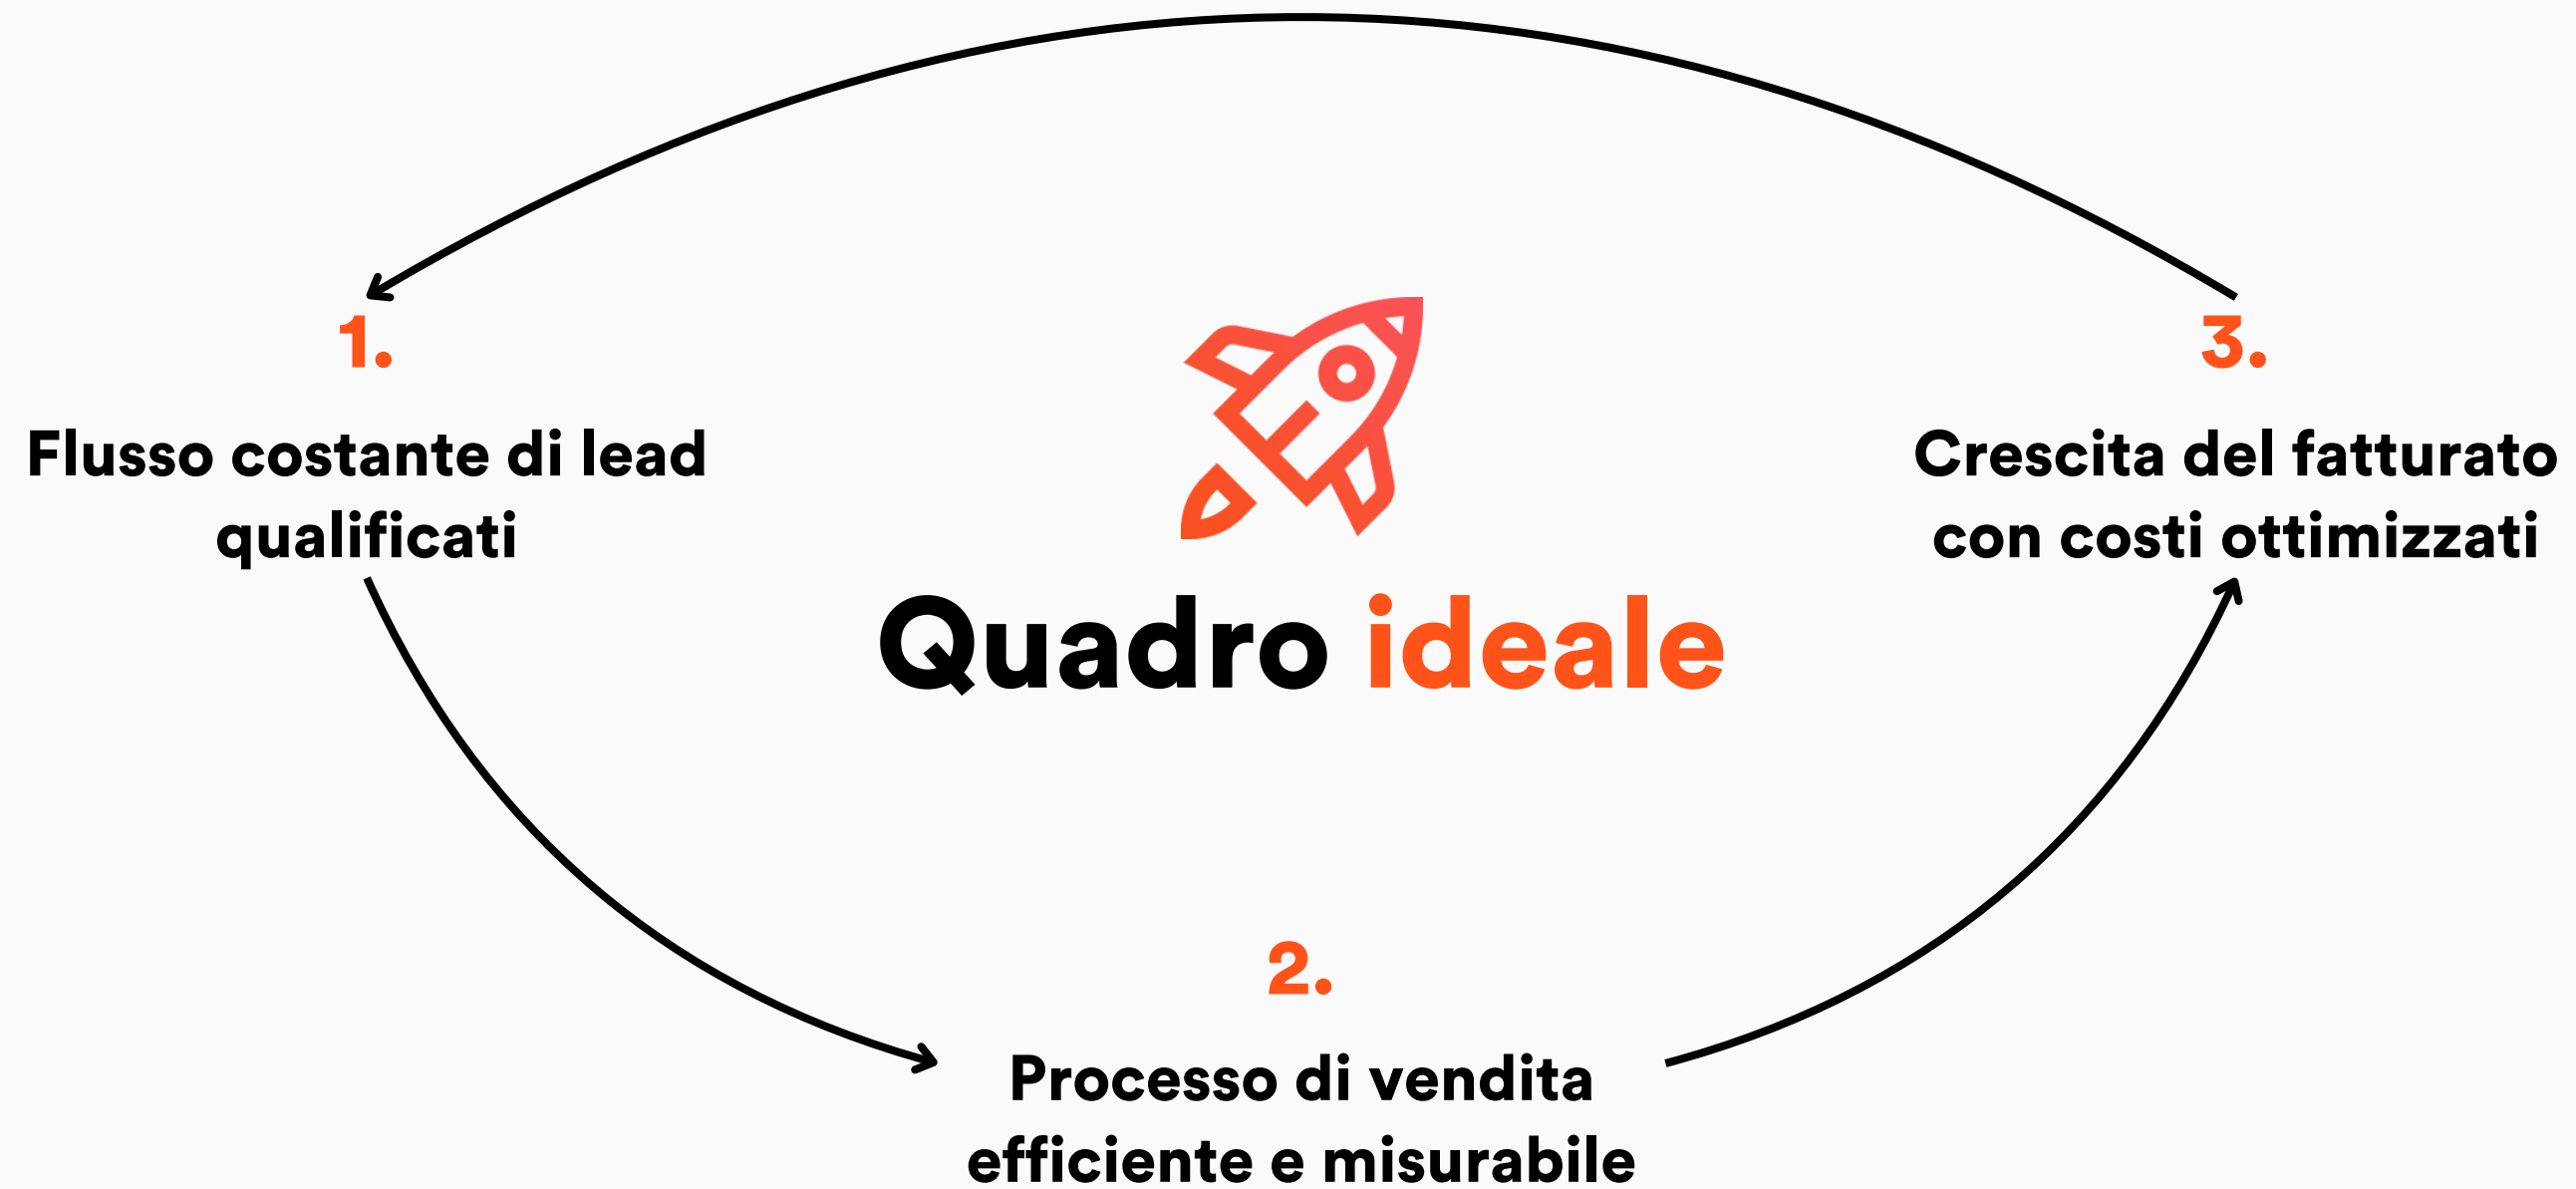 1.
Flusso costante di lead
qualificati
3.
Crescita del fatturato
con costi ottimizzati
Quadro ideale
2.
Processo di vendita
efficiente e misurabile